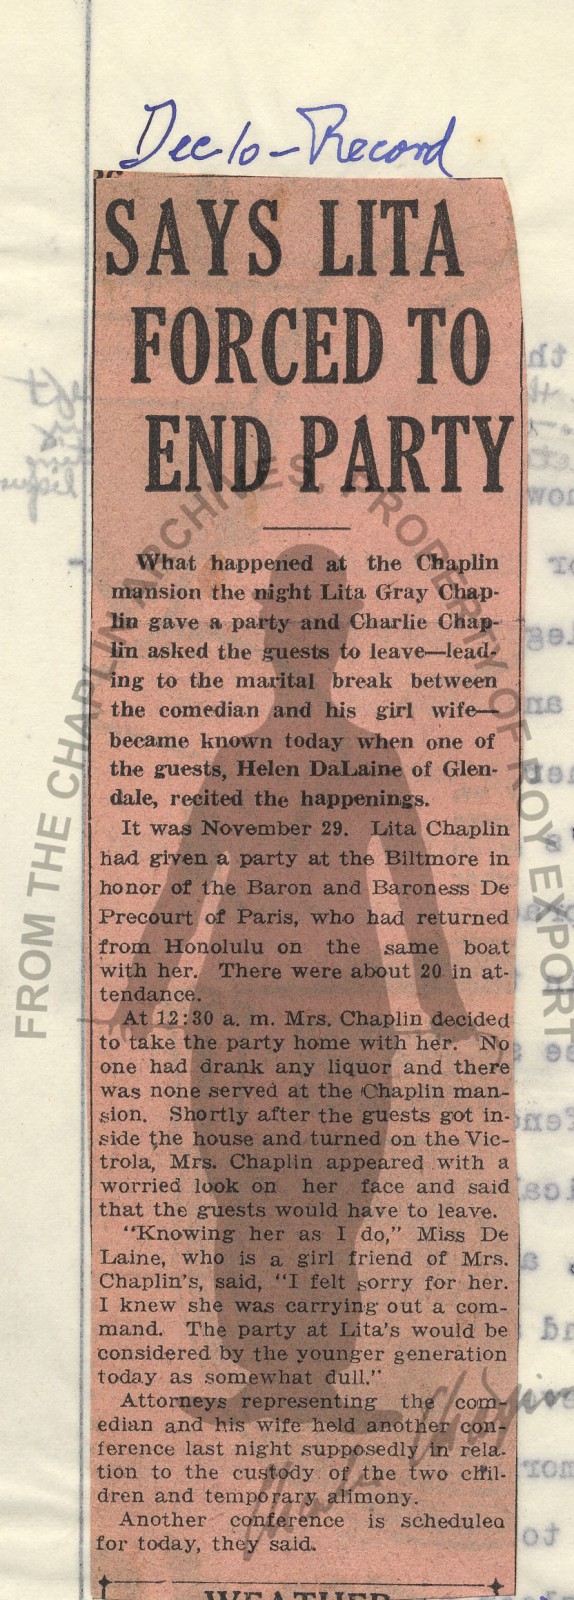 Dec 10 - Record
SAYS LITA
FORCED TO
END PARTY
What happened at the Chaplin
mansion the night Lita Gray Chap-
lin gave a party and Charlie Chap-
lin asked the guests to leave—lead-
ing to the marital break between
the comedian and his girl wife—
became known today when one of
the guests, Helen DaLaine of Glen-
dale, recited the happenings.
It was November 29. Lita Chaplin
had given a party at the Biltmore in
honor of the Baron and Baroness De
Precourt of Paris, who had returned
from Honolulu on the same boat
with her. There were about 20 in at-
tendance.
At 12:30 a. m. Mrs. Chaplin decided
to take the party home with her. No
one had drank any liquor and there
was none served at the Chaplin man-
sion. Shortly after the guests got in-
side the house and turned on the Vic-
trola, Mrs. Chaplin appeared with a
worried look on her face and said
that the guests would have to leave.
"Knowing her as I do," Miss De
Laine, who is a girl friend of Mrs.
Chaplin's, said, "I felt sorry for her.
I knew she was carrying out a com-
mand. The party at Lita's would be
considered by the younger generation
today as somewhat dull."
Attorneys representing the com-
edian and his wife held another con-
ference last night supposedly in rela-
tion to the custody of the two chil-
dren and temporary alimony.
Another conference is scheduled
for today, they said.
WEATHER
FROM THE CHAPLIN ARCHIVES, PROPERTY OF ROY EXPORT
Charlie Chaplin